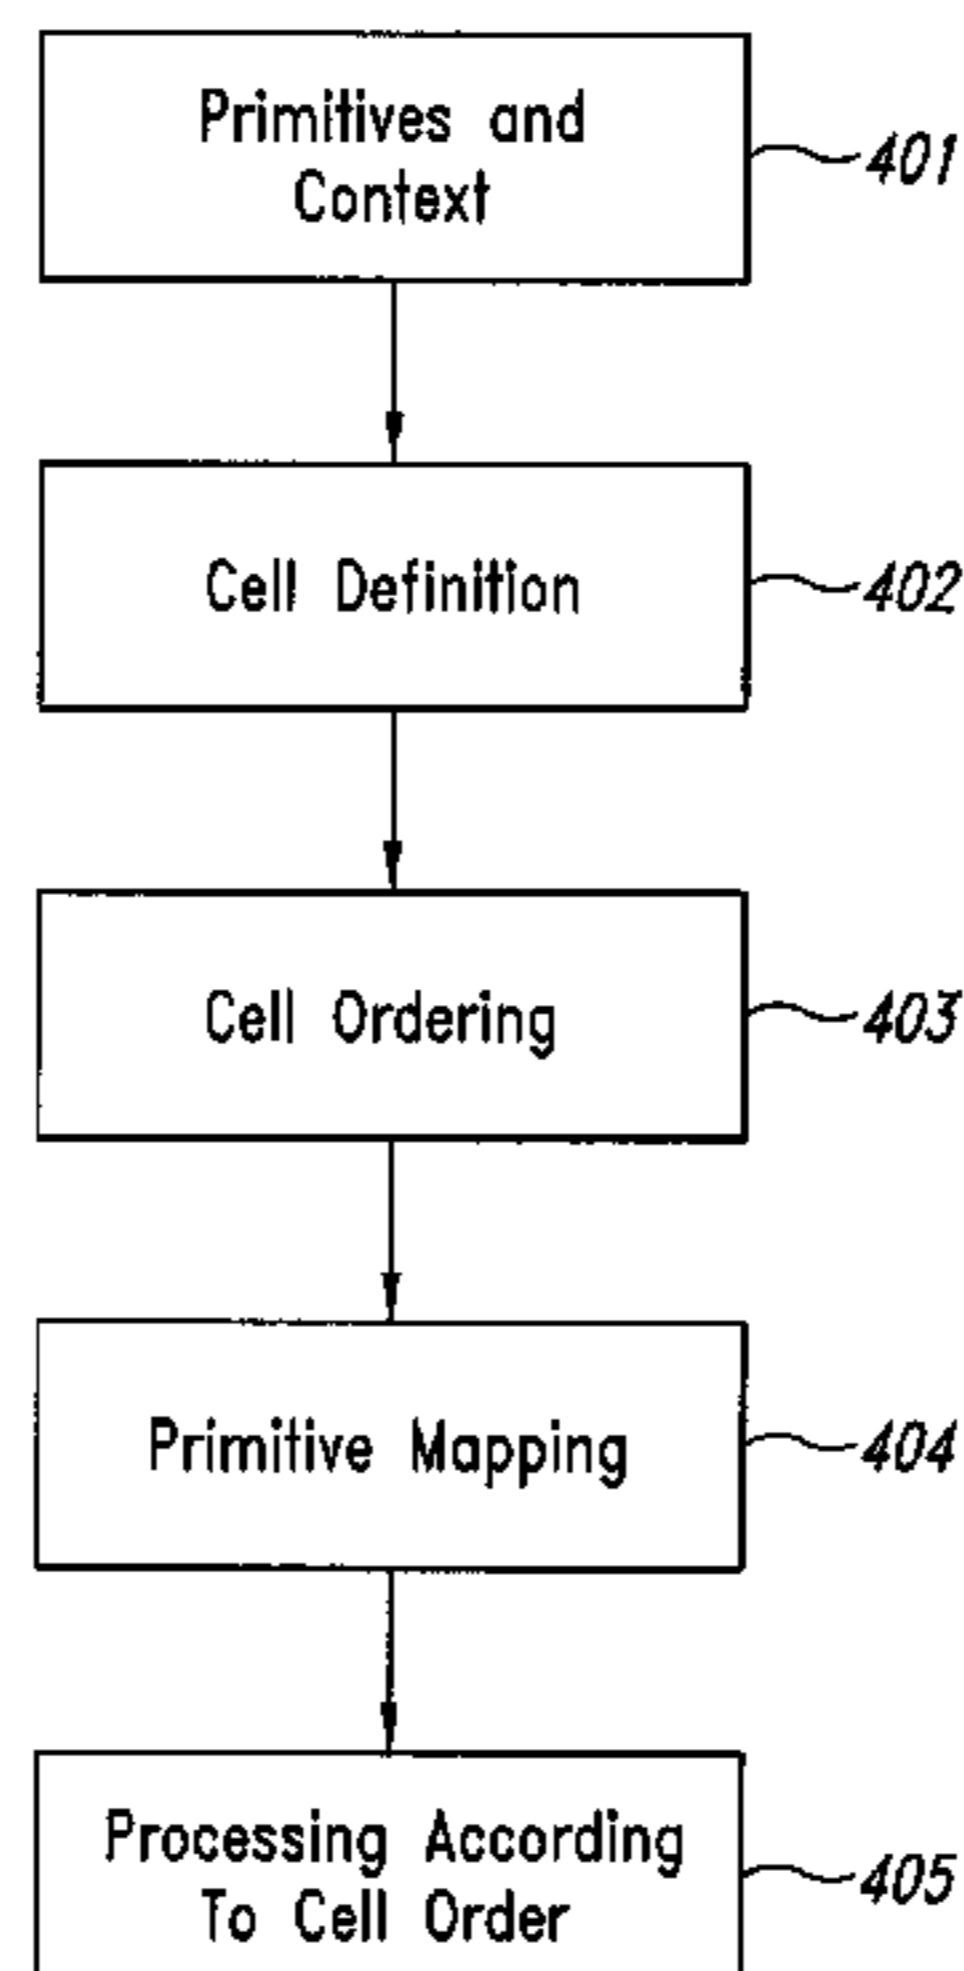 Primitives and
Context
401
Cell Definition
402
Cell Ordering
403
Primitive Mapping
404
Processing According
To Cell Order
405